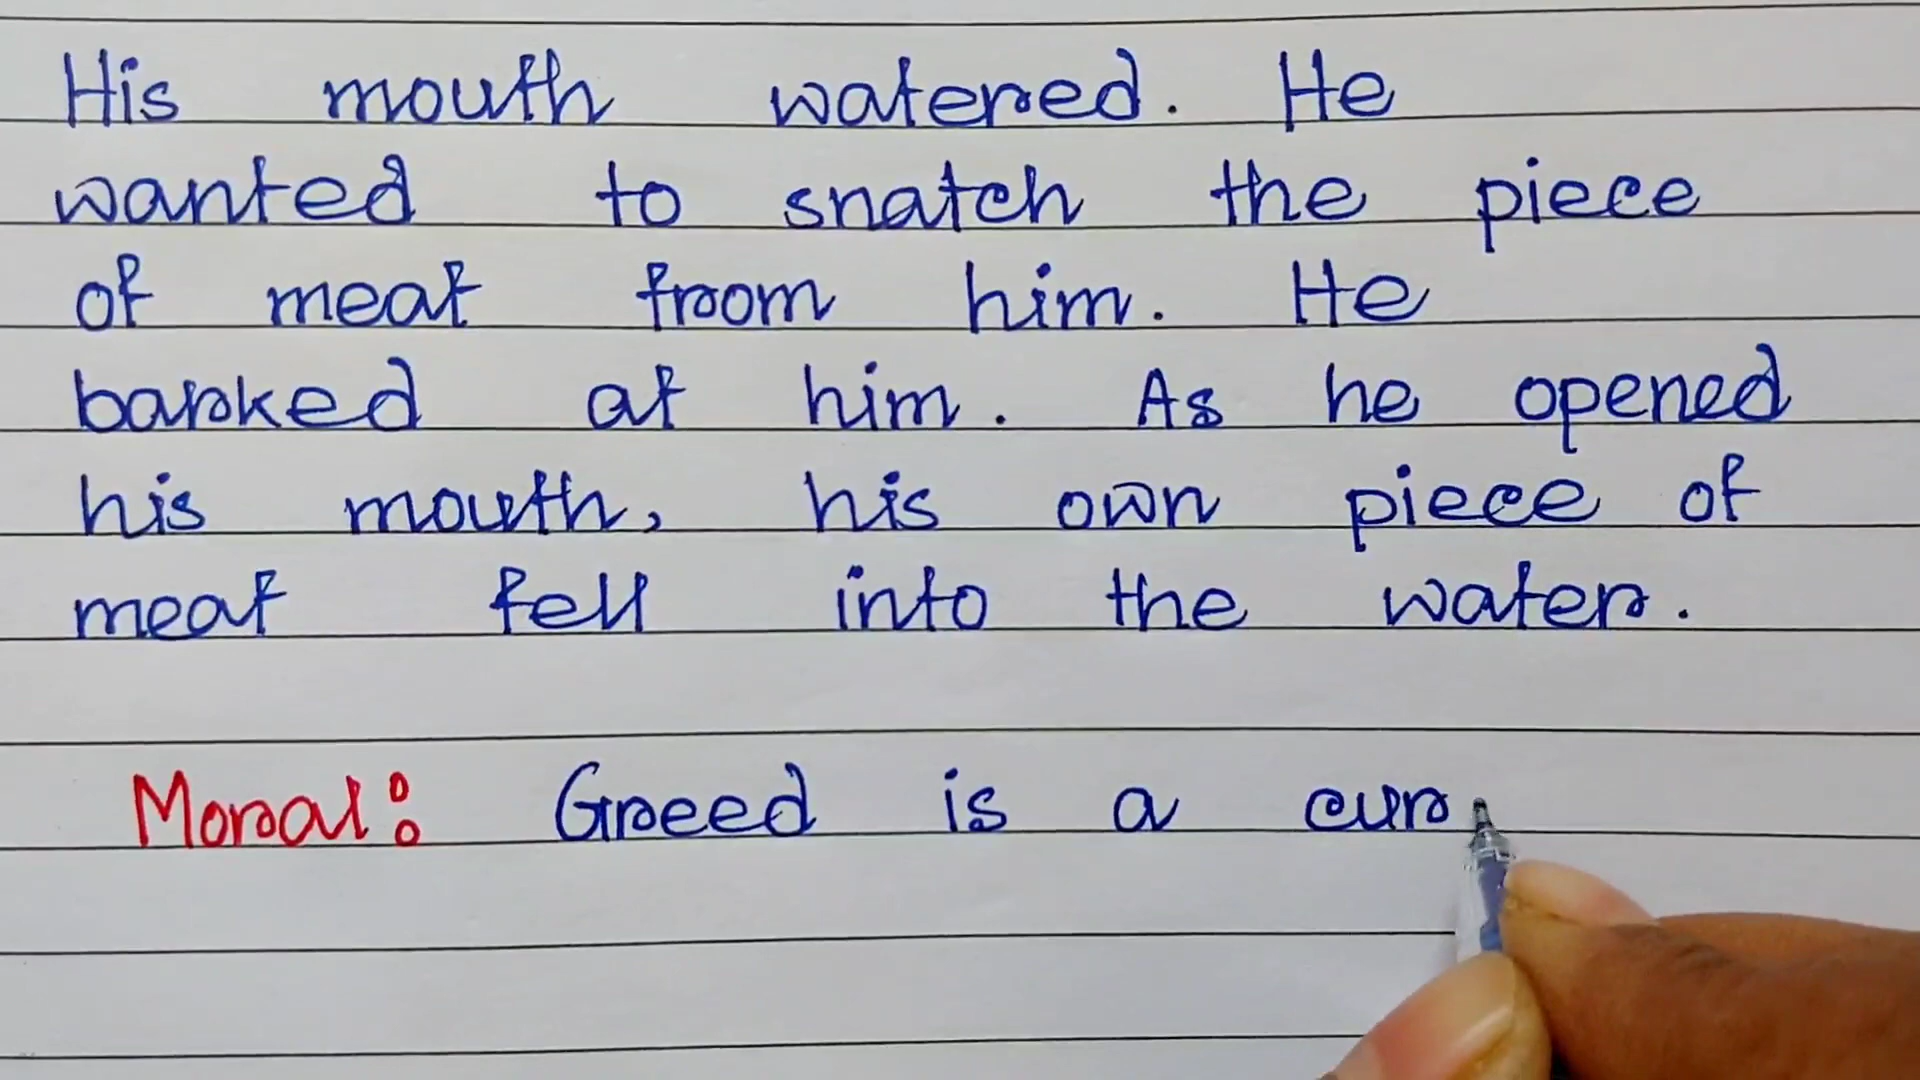 His mouth watered. He
wanted to snatch the piece
of meat from him. He
barked at him. As he opened
his mouth, his own piece of
meat fell into the water.
Moral: Greed is a cur